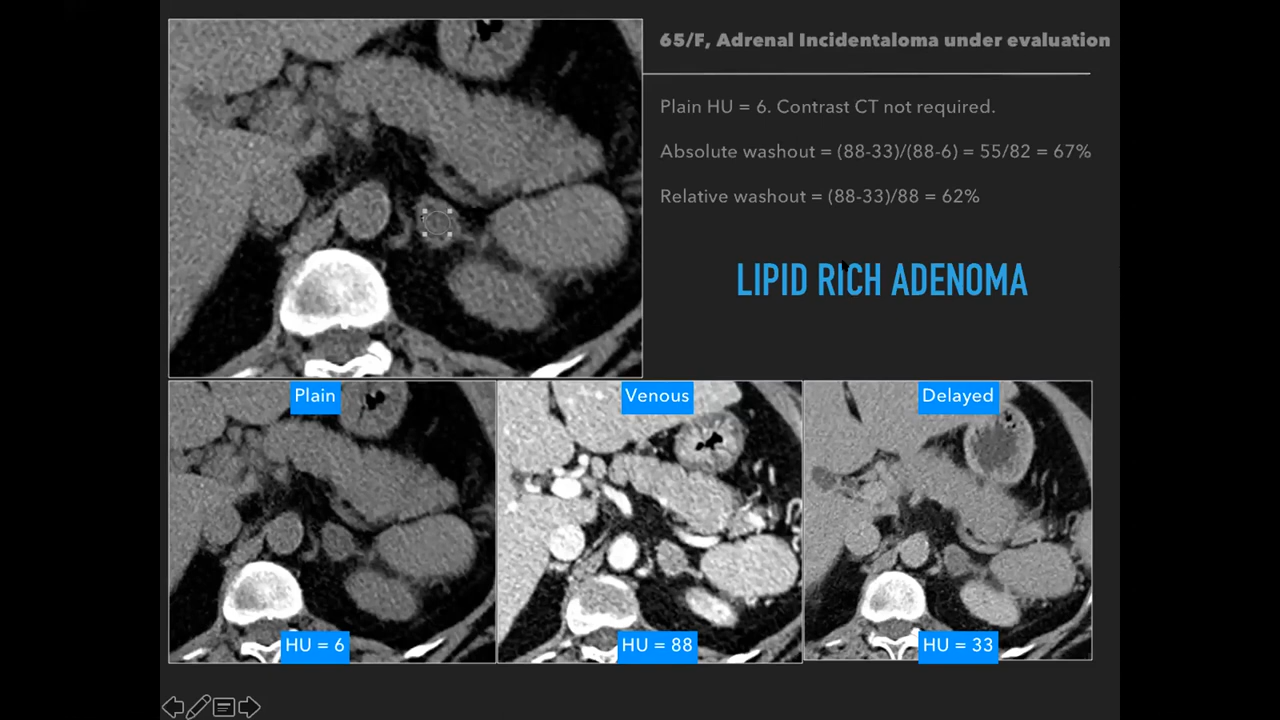 65/F, Adrenal Incidentaloma under evaluation
Plain HU = 6. Contrast CT not required.
Absolute washout = (88-33)/(88-6) = 55/82 = 67%
Relative washout = (88-33)/88 = 62%
LIPID RICH ADENOMA
Plain
Venous
Delayed
HU = 6
HU = 88
HU = 33